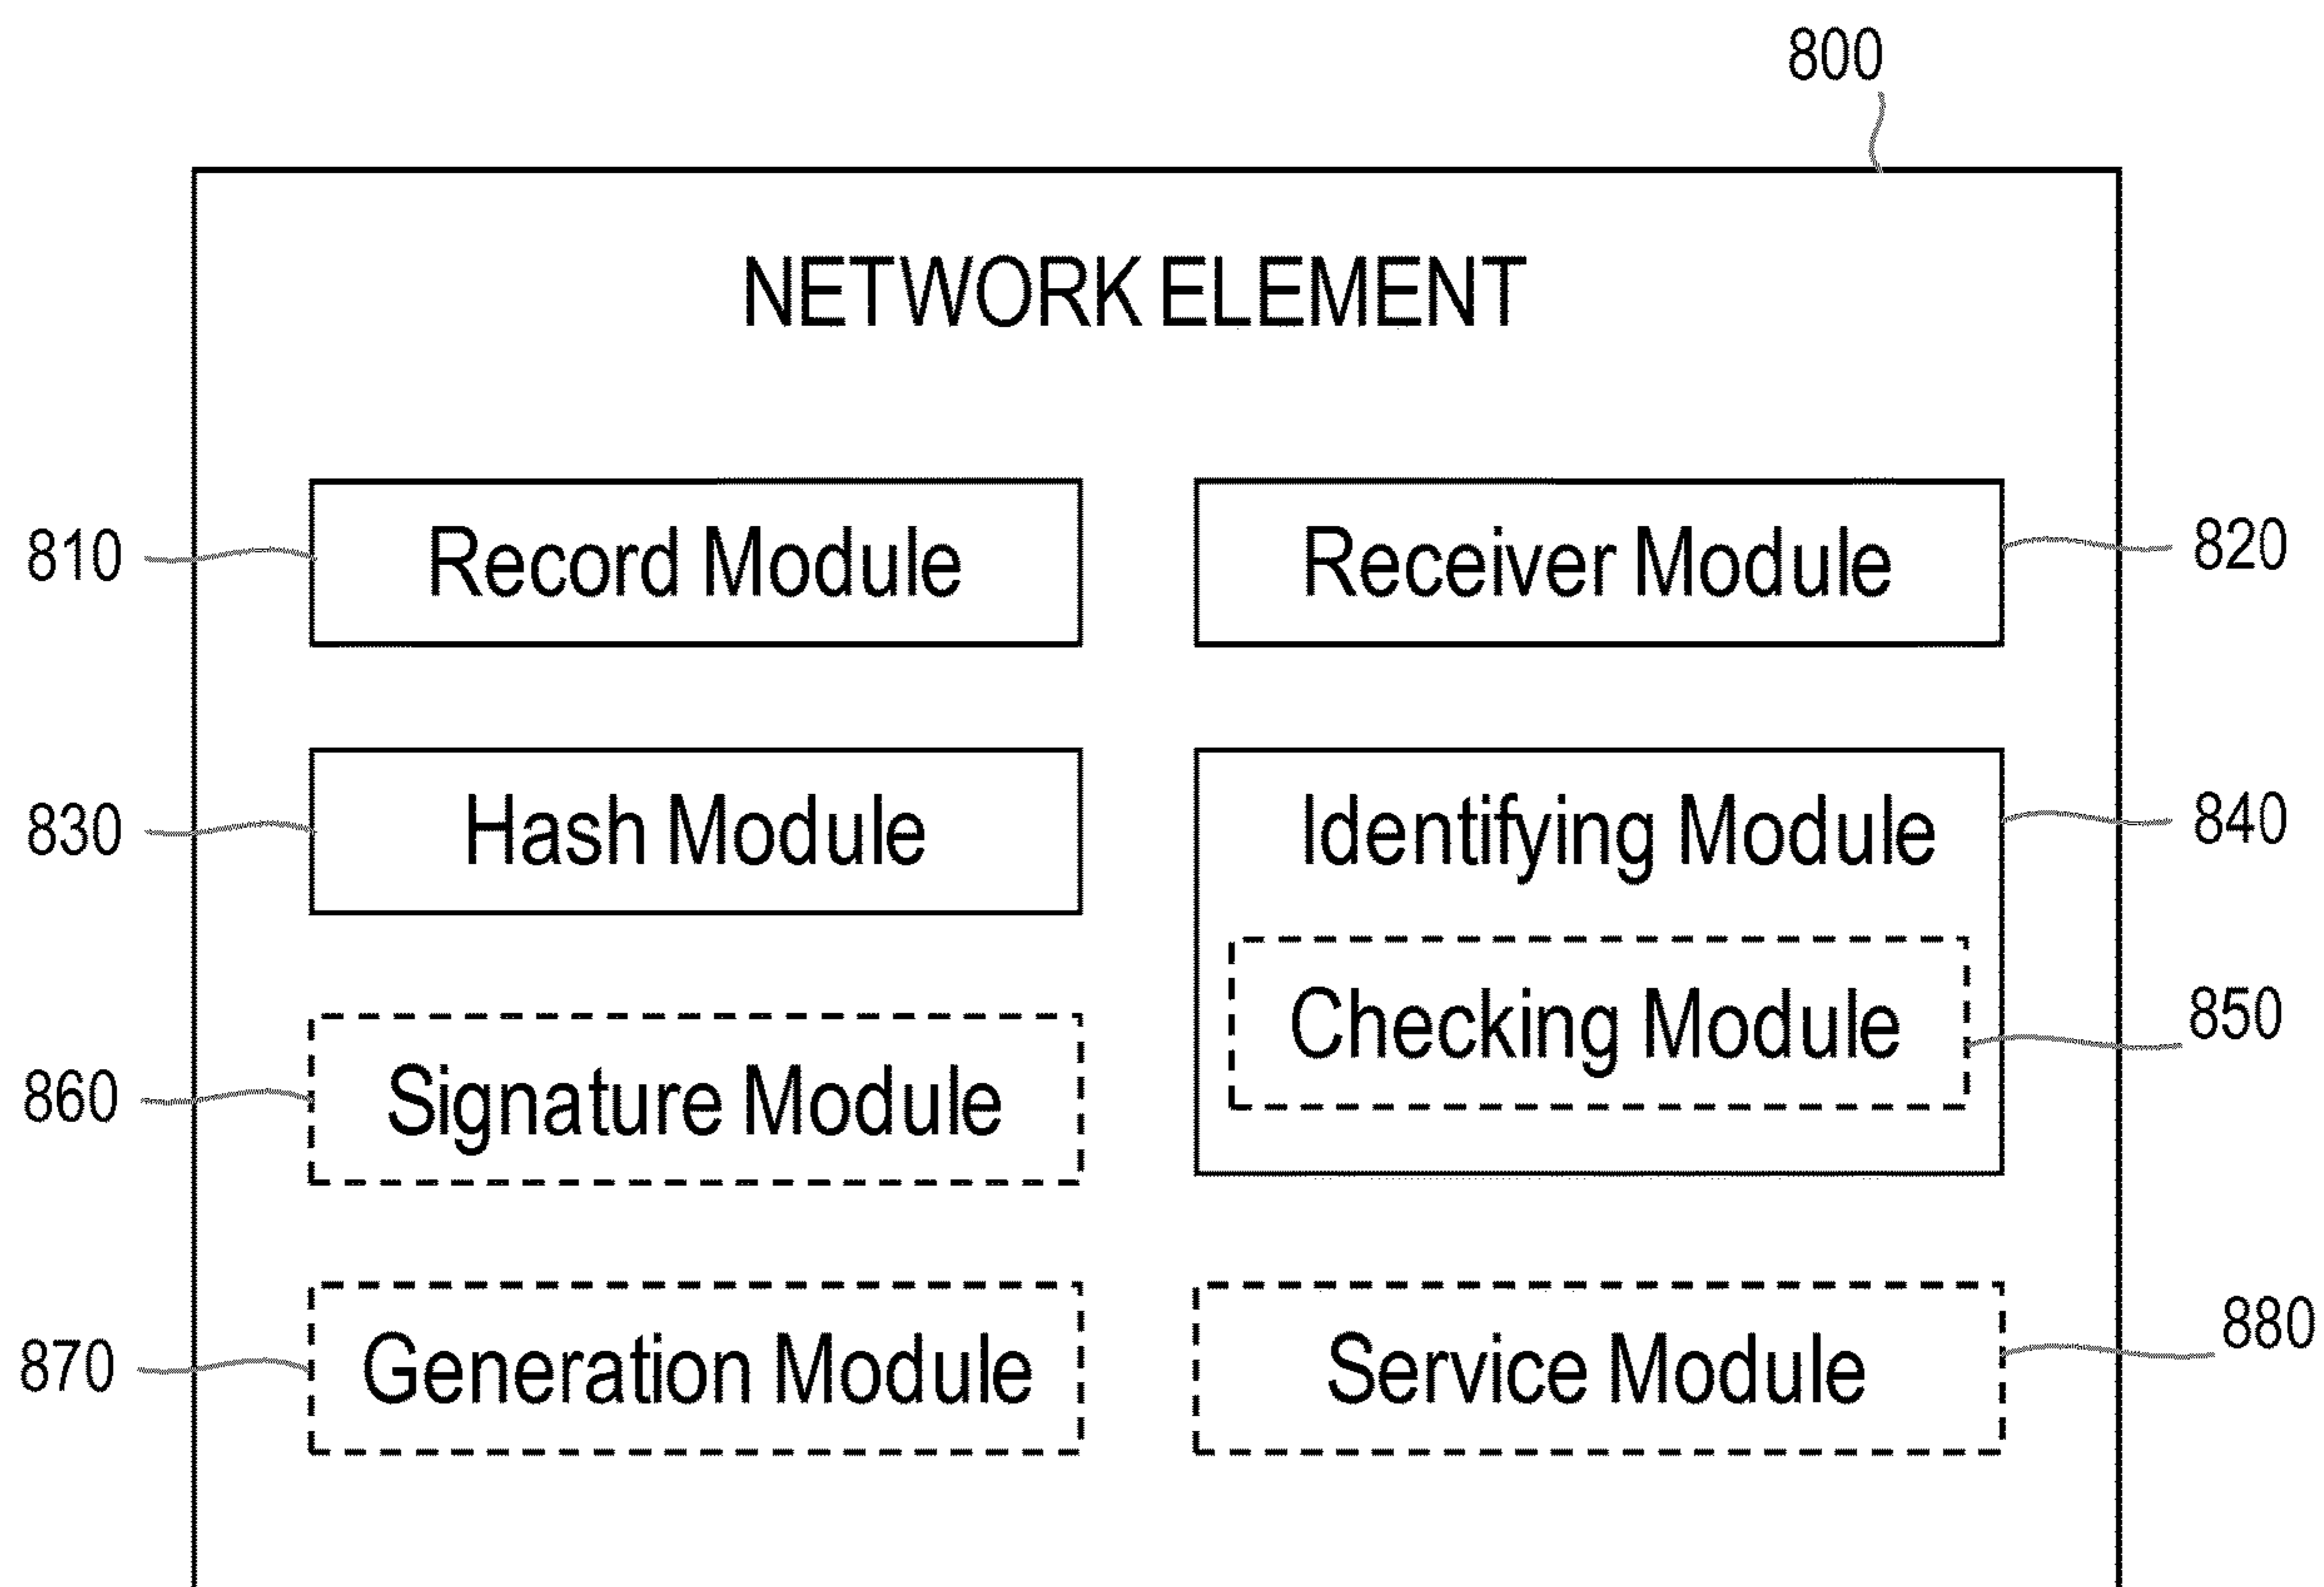 800
NETWORK ELEMENT
810
Record Module
Receiver Module
820
830
Hash Module
Identifying Module
840
Checking Module
850
860
Signature Module
870
Generation Module
Service Module
880